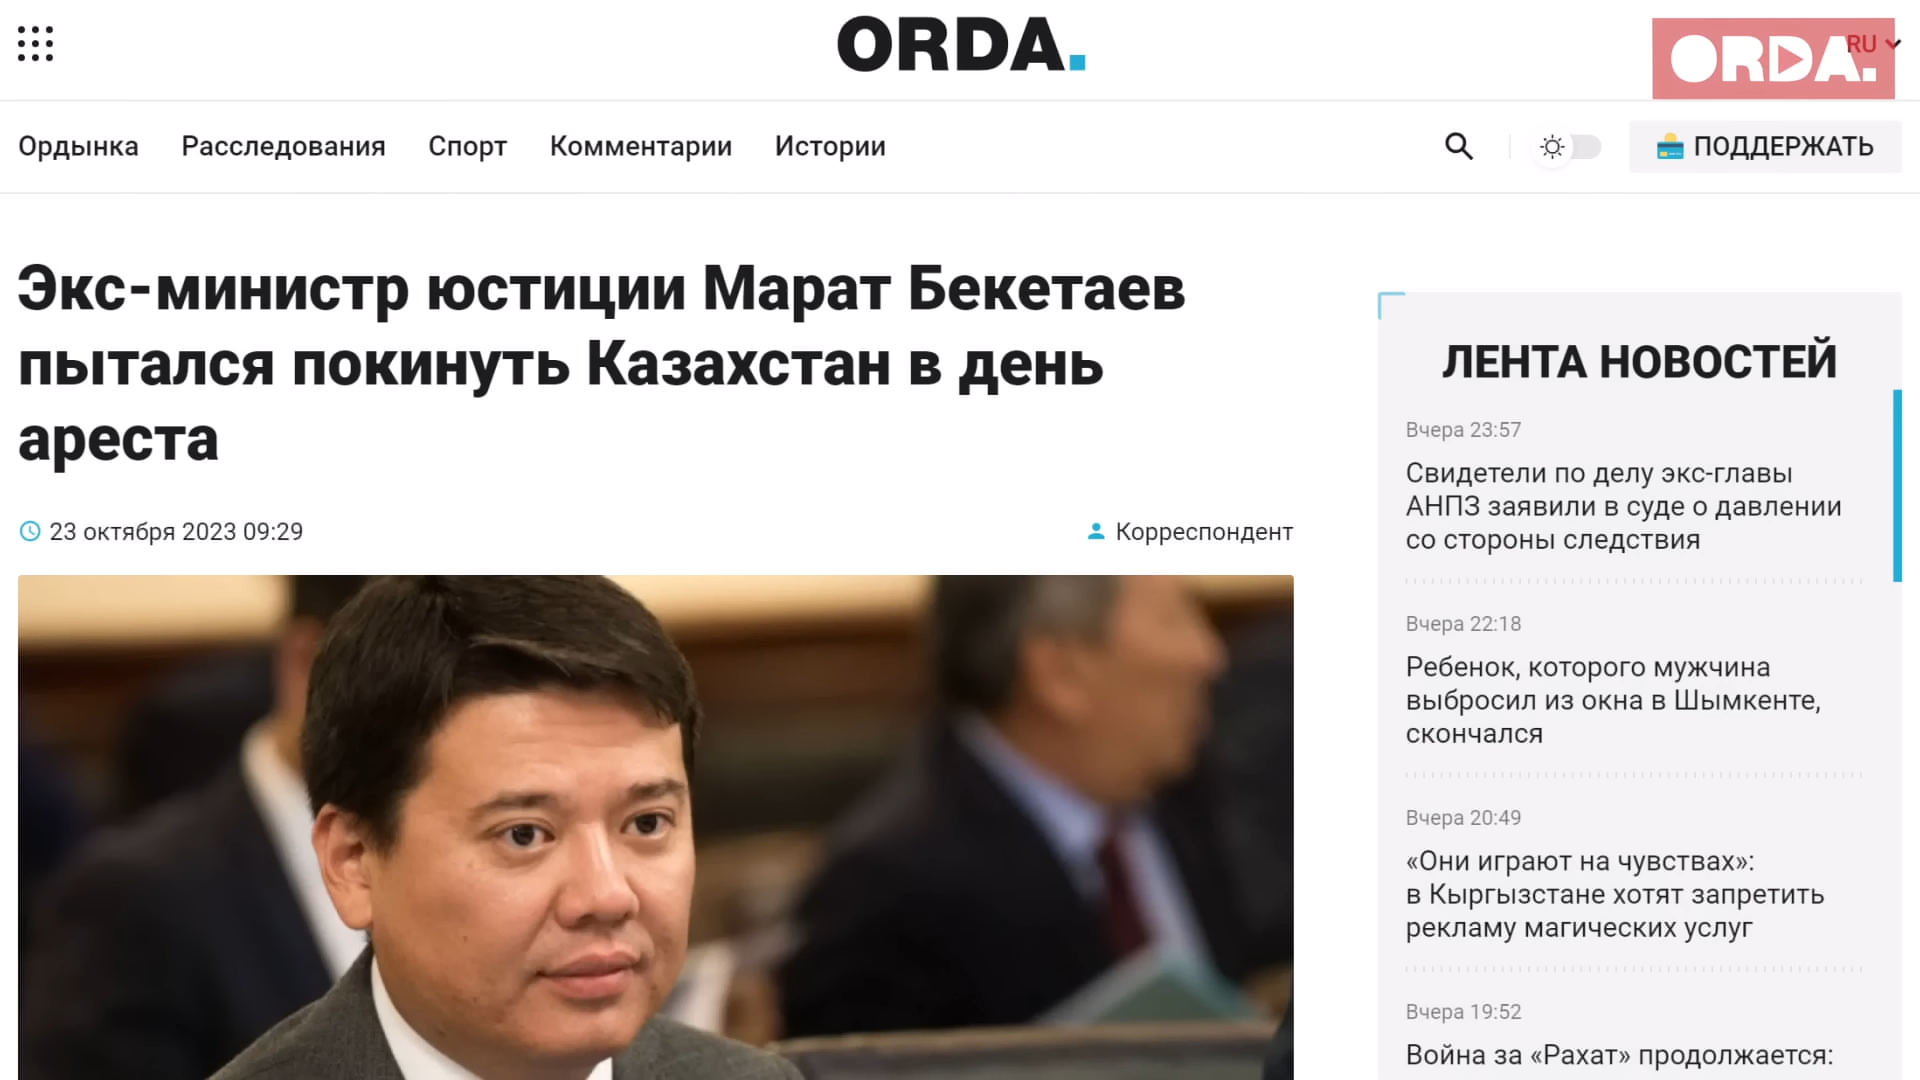 ORDA.
RU
ORDA.
Ордынка
Расследования
Спорт
Комментарии
Истории
ПОДДЕРЖАТЬ
Экс-министр юстиции Марат Бекетаев
пытался покинуть Казахстан в день
ареста
23 октября 2023 09:29
Корреспондент
ЛЕНТА НОВОСТЕЙ
Вчера 23:57
Свидетели по делу экс-главы
АНПЗ заявили в суде о давлении
со стороны следствия
Вчера 22:18
Ребенок, которого мужчина
выбросил из окна в Шымкенте,
скончался
Вчера 20:49
«Они играют на чувствах»:
в Кыргызстане хотят запретить
рекламу магических услуг
Вчера 19:52
Война за «Рахат» продолжается: